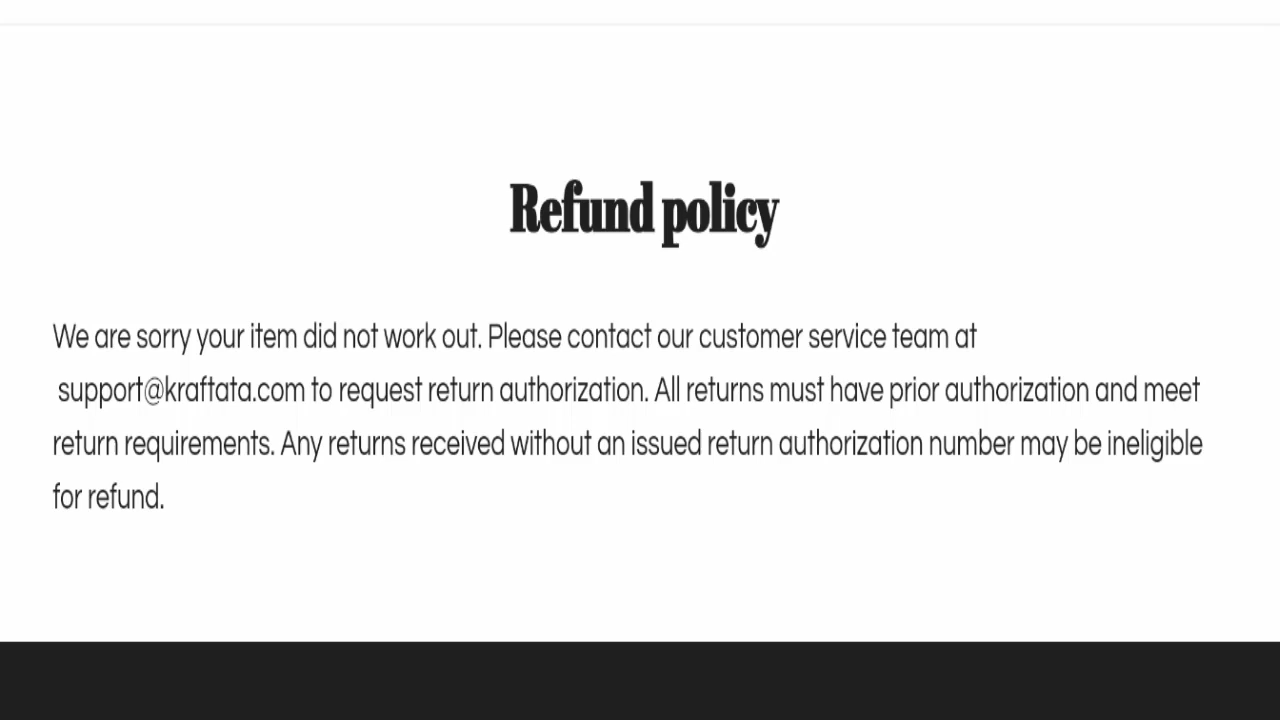 Refund policy
We are sorry your item did not work out. Please contact our customer service team at
support@kraftata.com to request return authorization. All returns must have prior authorization and meet
return requirements. Any returns received without an issued return authorization number may be ineligible
for refund.